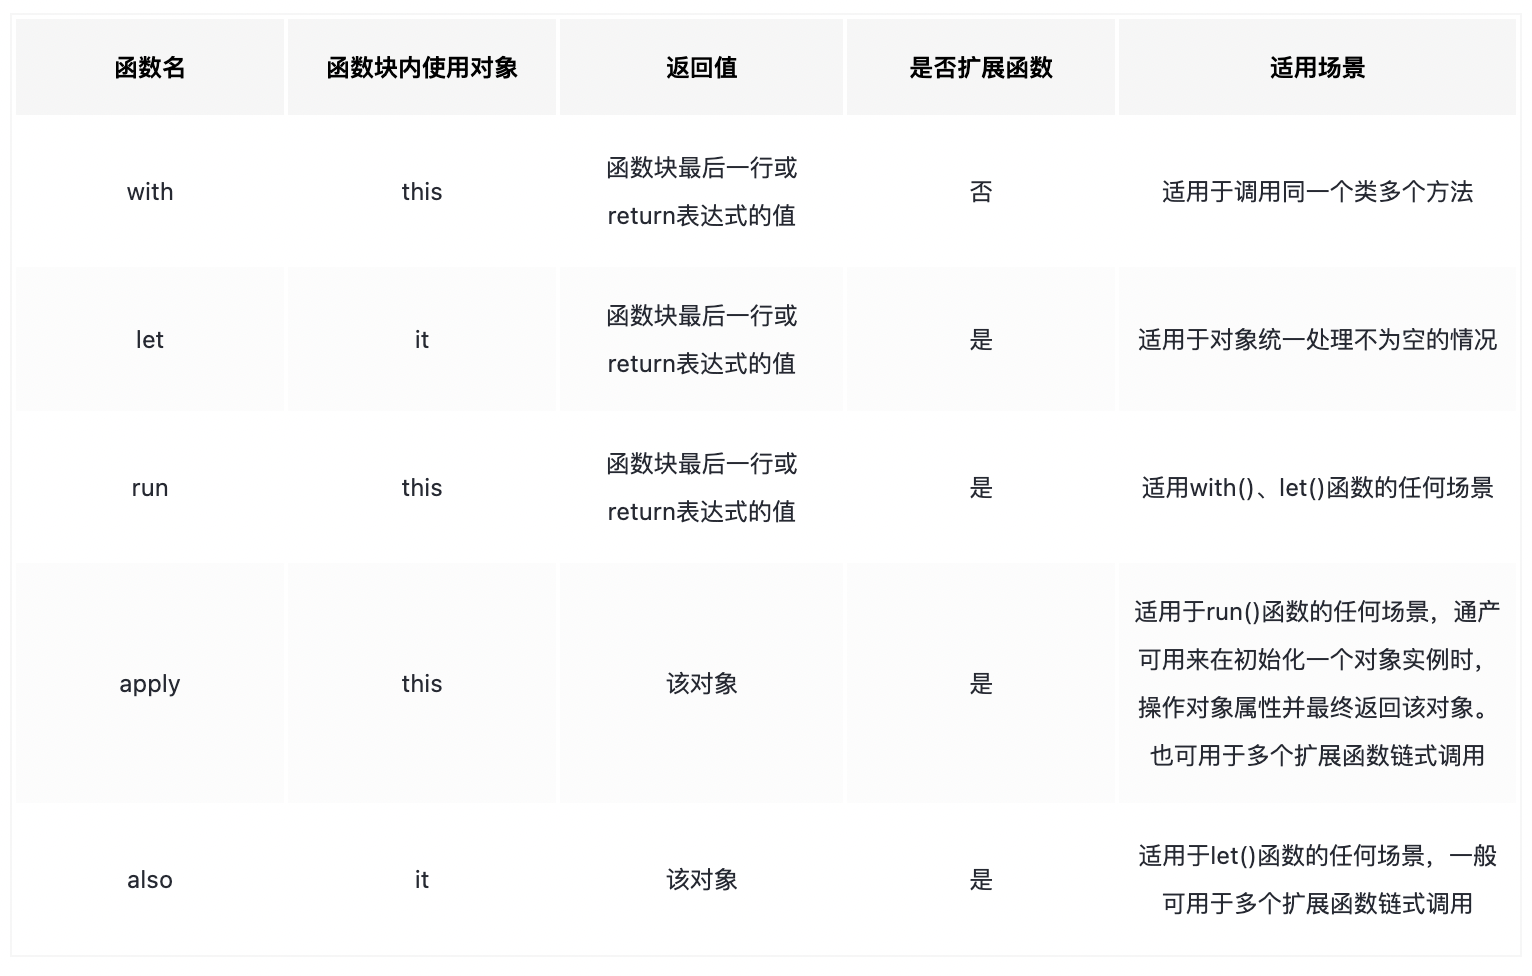 函数名
函数块内使用对象
返回值
是否扩展函数
适用场景
with
this
函数块最后一行或
return表达式的值
否
适用于调用同一个类多个方法
let
it
函数块最后一行或
return表达式的值
是
适用于对象统一处理不为空的情况
run
this
函数块最后一行或
return表达式的值
是
适用with()、let()函数的任何场景
apply
this
该对象
是
适用于run()函数的任何场景，通产
可用来在初始化一个对象实例时，
操作对象属性并最终返回该对象。
也可用于多个扩展函数链式调用
also
it
该对象
是
适用于let()函数的任何场景，一般
可用于多个扩展函数链式调用